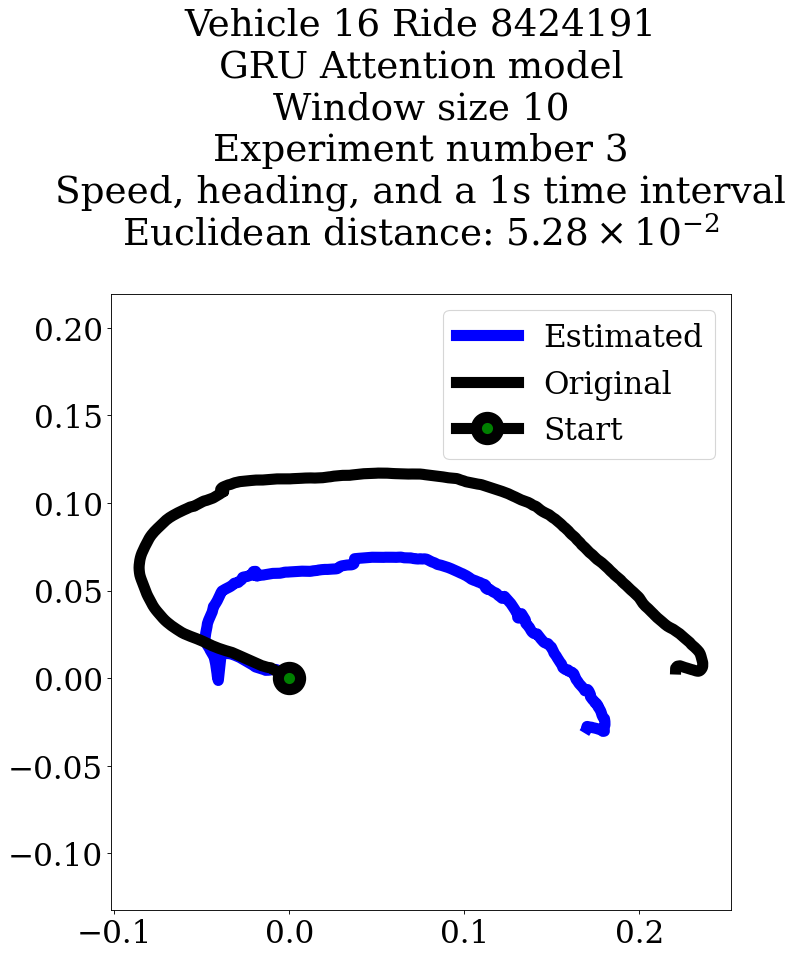 Vehicle 16 Ride 8424191
GRU Attention model
Window size 10
Experiment number 3
Speed, heading, and a 1s time interval
Euclidean distance: 5.28 × 10⁻²
Estimated
Original
Start
0.20
0.15
0.10
0.05
0.00
−0.05
−0.10
−0.1 0.0 0.1 0.2